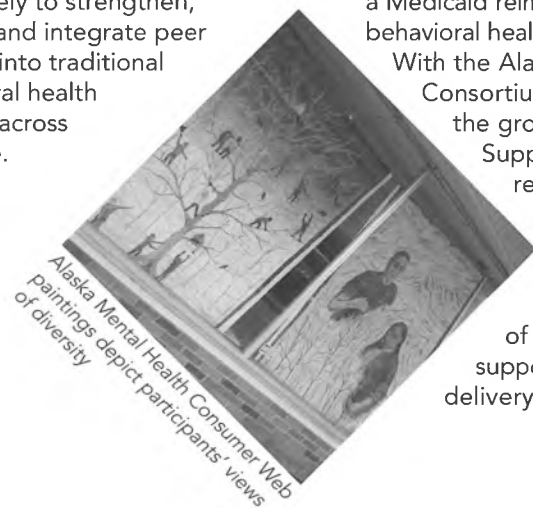 ely to strengthen,
and integrate peer
into traditional
ral health
across
e.
Alaska Mental Health Consumer Web
paintings depict participants' views
of diversity
a Medicaid rein
behavioral heal
With the Ala
Consortiu
the gro
Supp
re
of
suppo
delivery